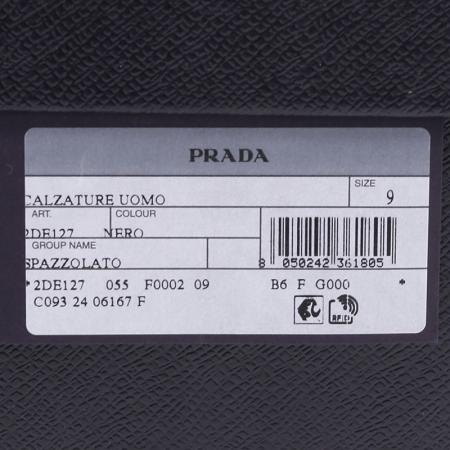 PRADA
CALZATURE UOMO
SIZE
9
ART.
COLOUR
2DE127 NERO
GROUP NAME
SPAZZOLATO
8 050242 361805
*2DE127 055 F0002 09 B6 F G000 *
C093 24 06167 F
RFID